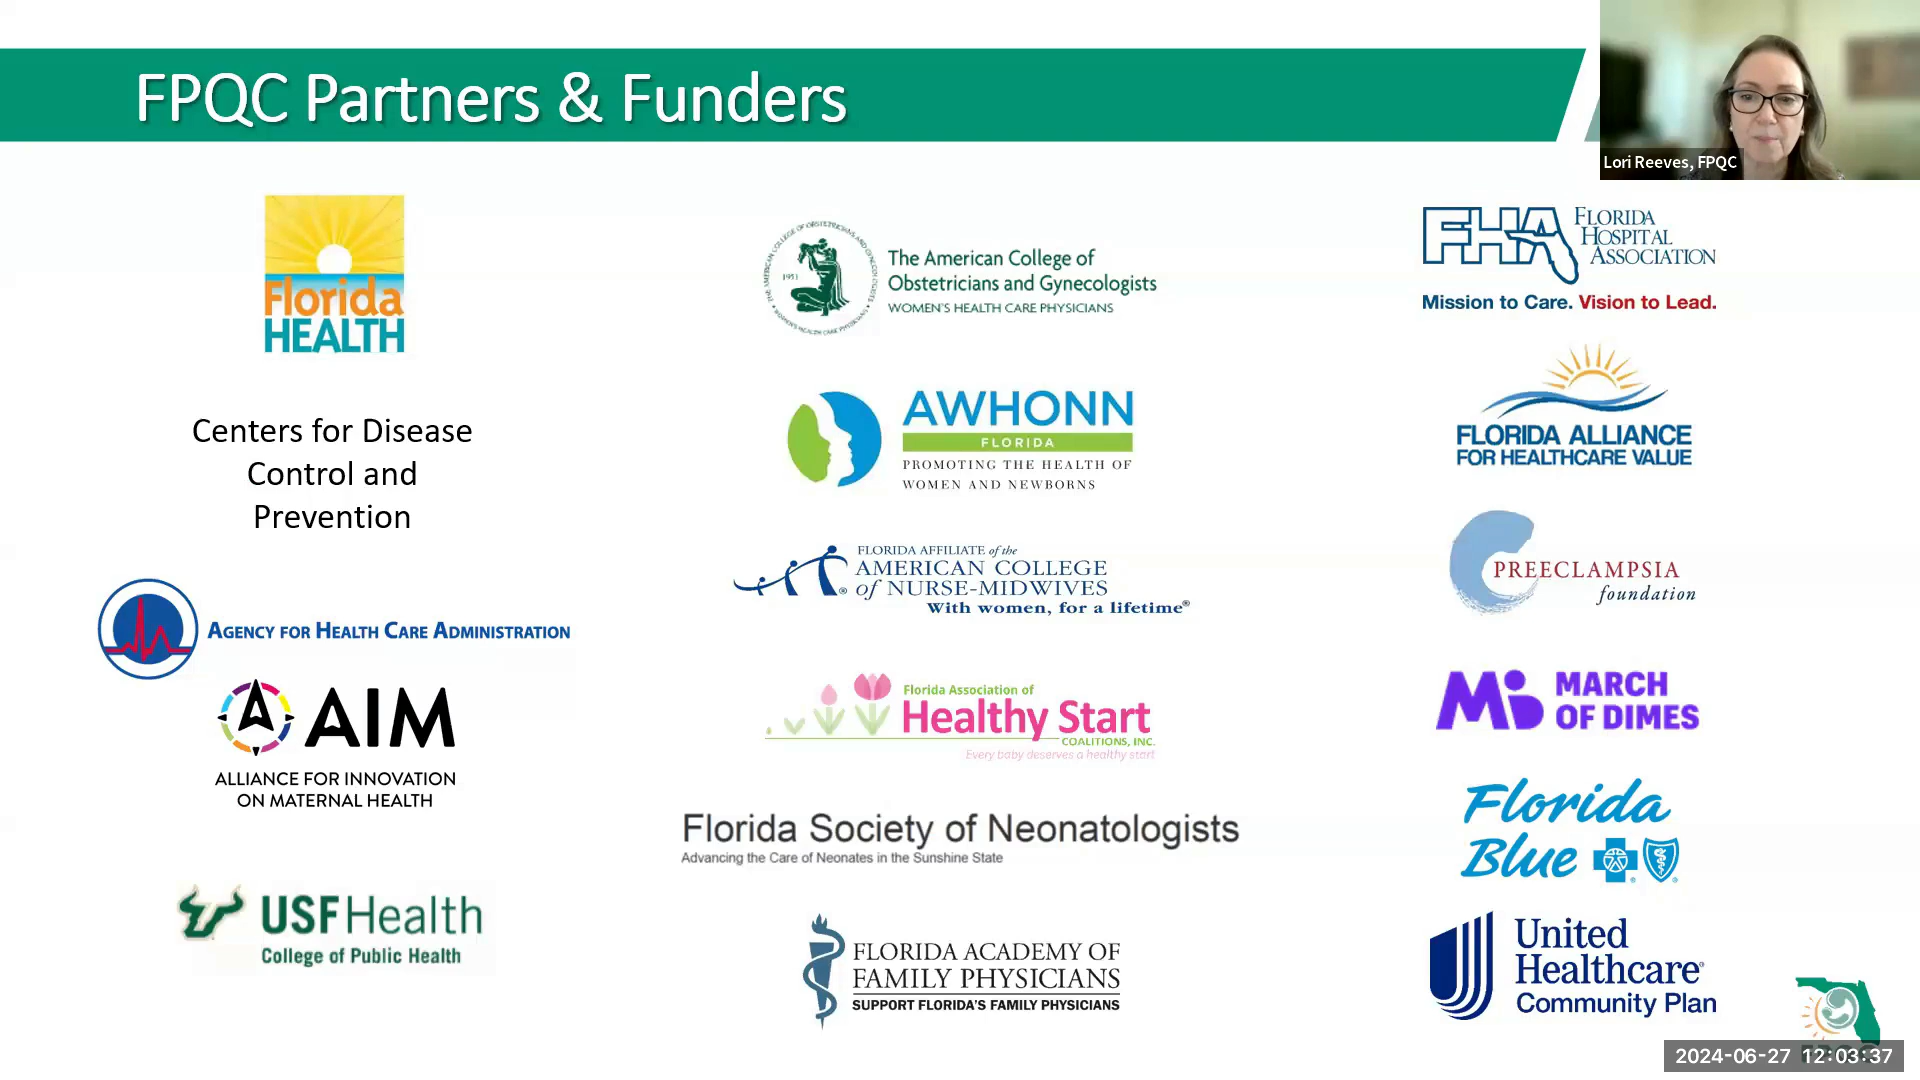 FPQC Partners & Funders
Lori Reeves, FPQC
Florida
HEALTH
Centers for Disease
Control and
Prevention
AGENCY FOR HEALTH CARE ADMINISTRATION
AIM
ALLIANCE FOR INNOVATION
ON MATERNAL HEALTH
USF Health
College of Public Health
1951
The American College of
Obstetricians and Gynecologists
WOMEN'S HEALTH CARE PHYSICIANS
AWHONN
FLORIDA
PROMOTING THE HEALTH OF
WOMEN AND NEWBORNS
FLORIDA AFFILIATE of the
AMERICAN COLLEGE
of NURSE-MIDWIVES
With women, for a lifetime®
Florida Association of
Healthy Start
COALITIONS, INC.
Every baby deserves a healthy start
Florida Society of Neonatologists
Advancing the Care of Neonates in the Sunshine State
FLORIDA ACADEMY OF
FAMILY PHYSICIANS
SUPPORT FLORIDA'S FAMILY PHYSICIANS
FHA
FLORIDA
HOSPITAL
ASSOCIATION
Mission to Care. Vision to Lead.
FLORIDA ALLIANCE
FOR HEALTHCARE VALUE
PREECLAMPSIA
foundation
MARCH
OF DIMES
Florida
Blue
United
Healthcare®
Community Plan
2024-06-27 12:03:37